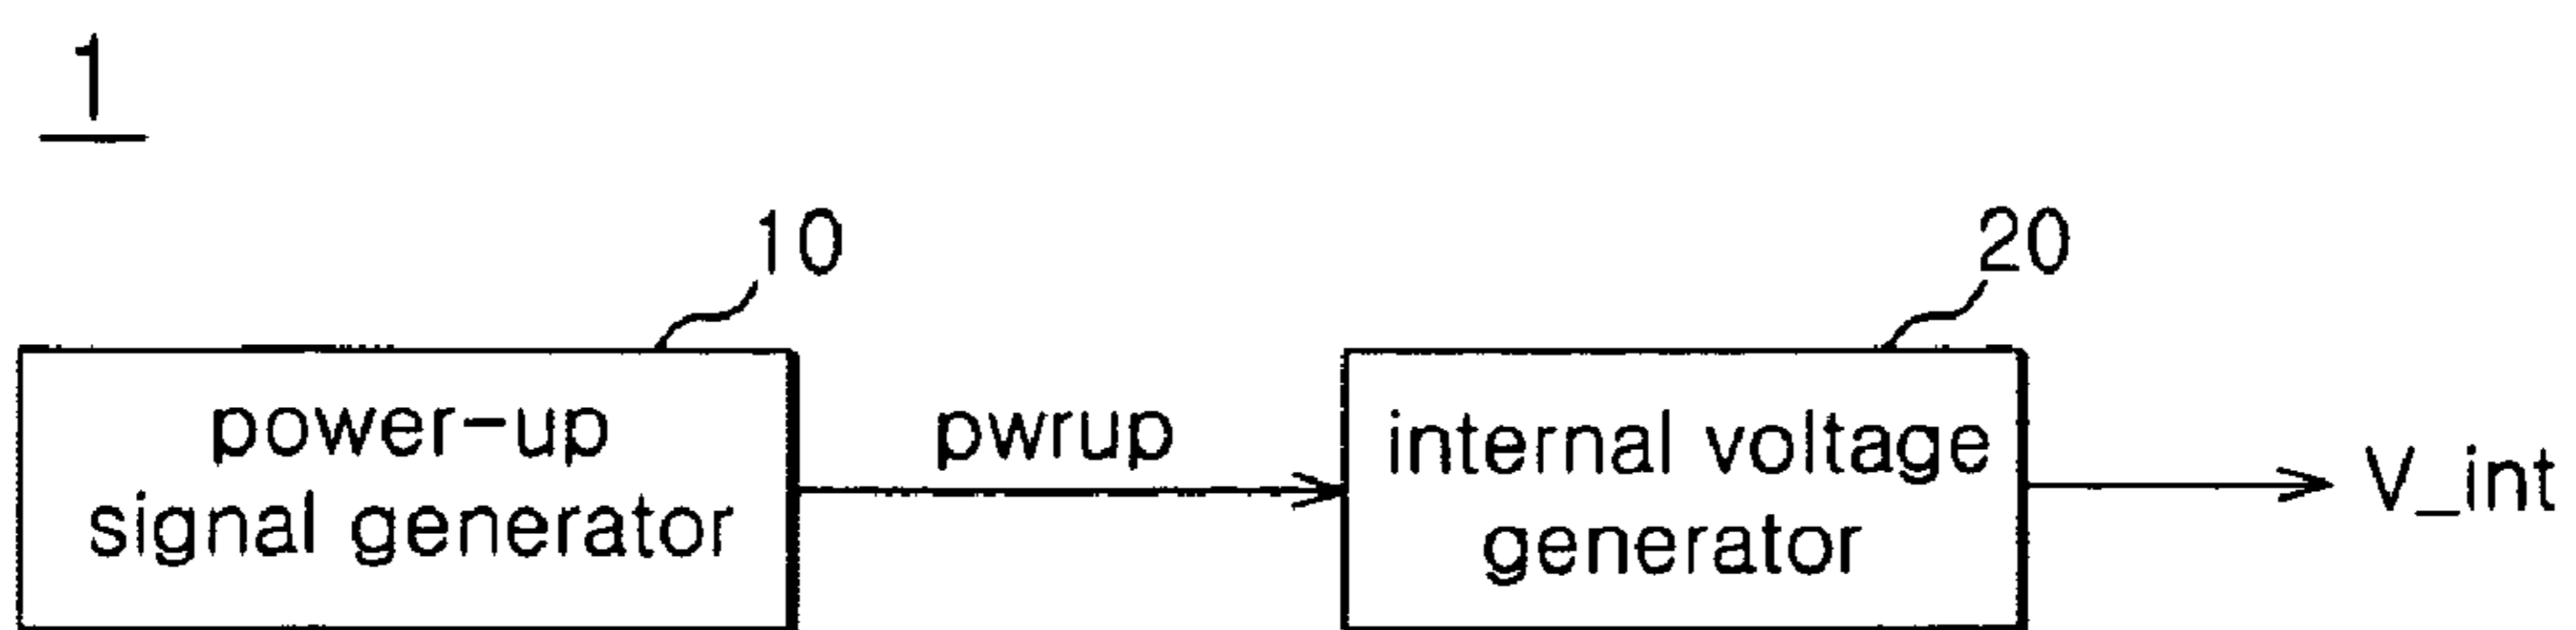 1
10
20
power-up
signal generator
pwrup
internal voltage
generator
V_int